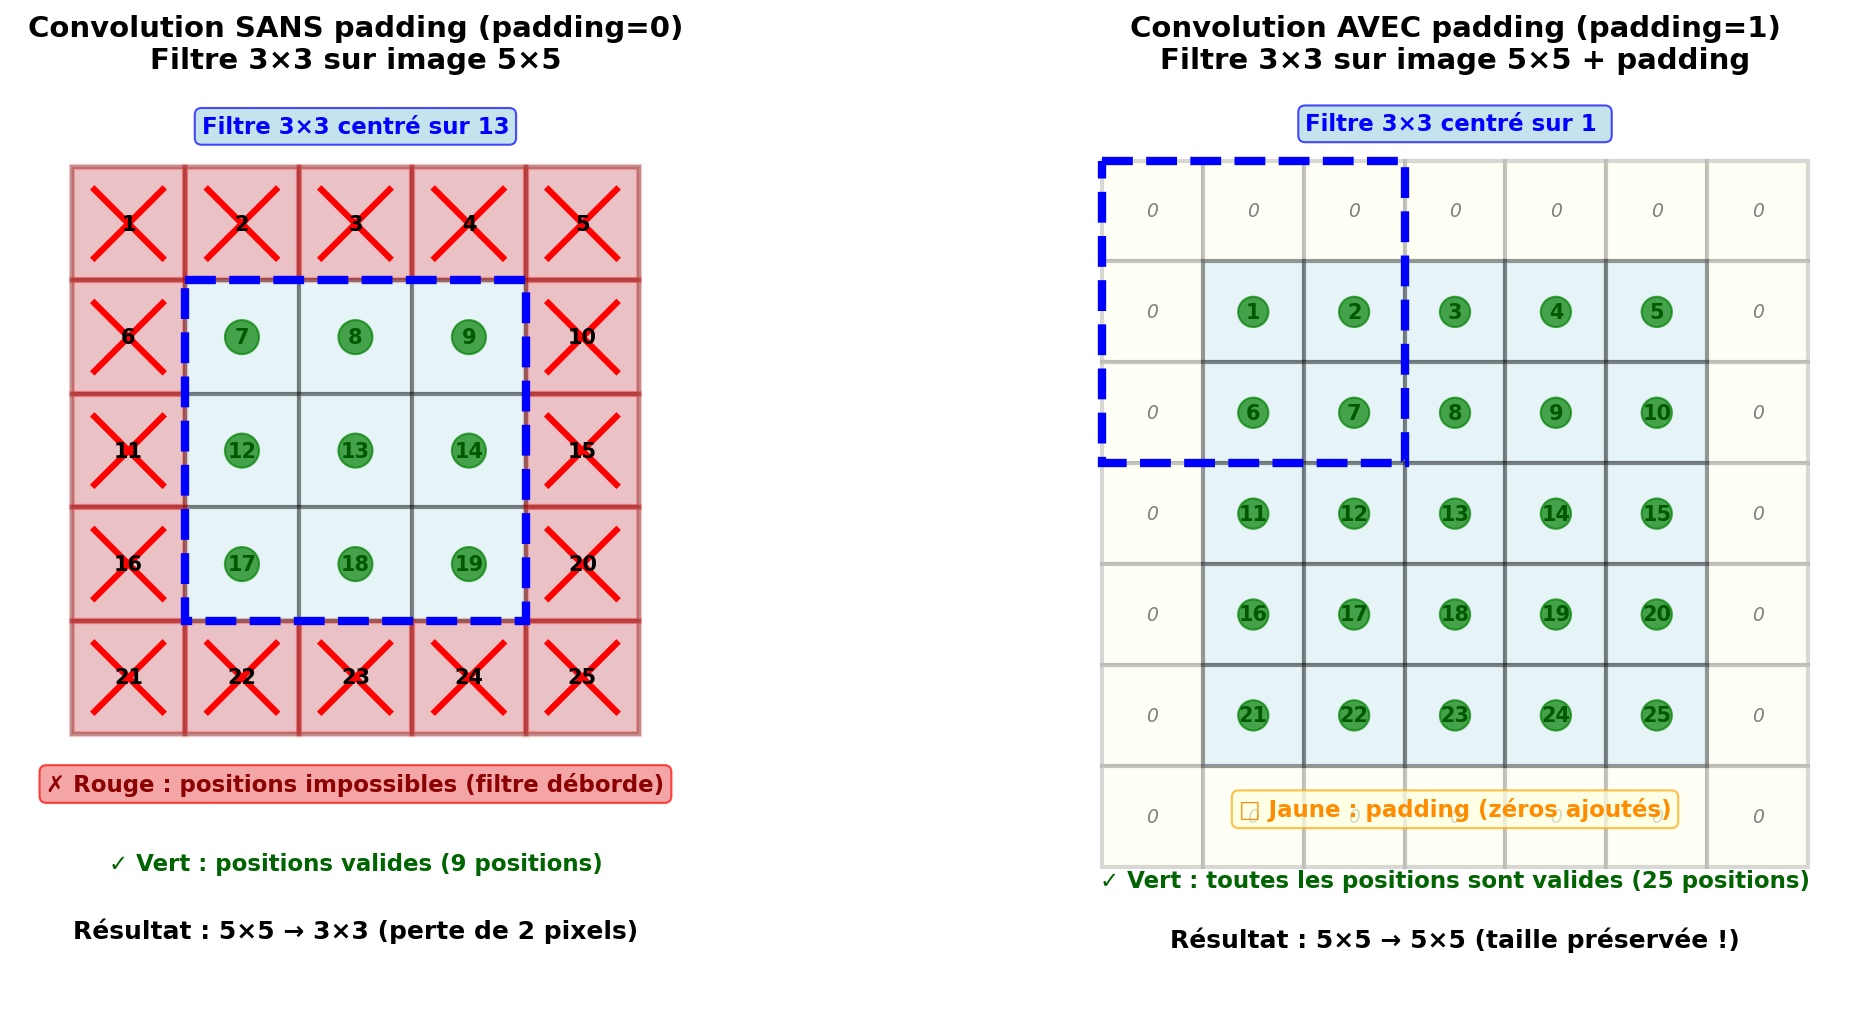 Convolution SANS padding (padding=0)
Filtre 3×3 sur image 5×5
Filtre 3×3 centré sur 13
1 2 3 4 5
6 7 8 9 10
11 12 13 14 15
16 17 18 19 20
21 22 23 24 25
✗ Rouge : positions impossibles (filtre déborde)
✓ Vert : positions valides (9 positions)
Résultat : 5×5 → 3×3 (perte de 2 pixels)
Convolution AVEC padding (padding=1)
Filtre 3×3 sur image 5×5 + padding
Filtre 3×3 centré sur 1
0 0 0 0 0 0 0
0 1 2 3 4 5 0
0 6 7 8 9 10 0
0 11 12 13 14 15 0
0 16 17 18 19 20 0
0 21 22 23 24 25 0
0 0 0 0 0 0 0
□ Jaune : padding (zéros ajoutés)
✓ Vert : toutes les positions sont valides (25 positions)
Résultat : 5×5 → 5×5 (taille préservée !)